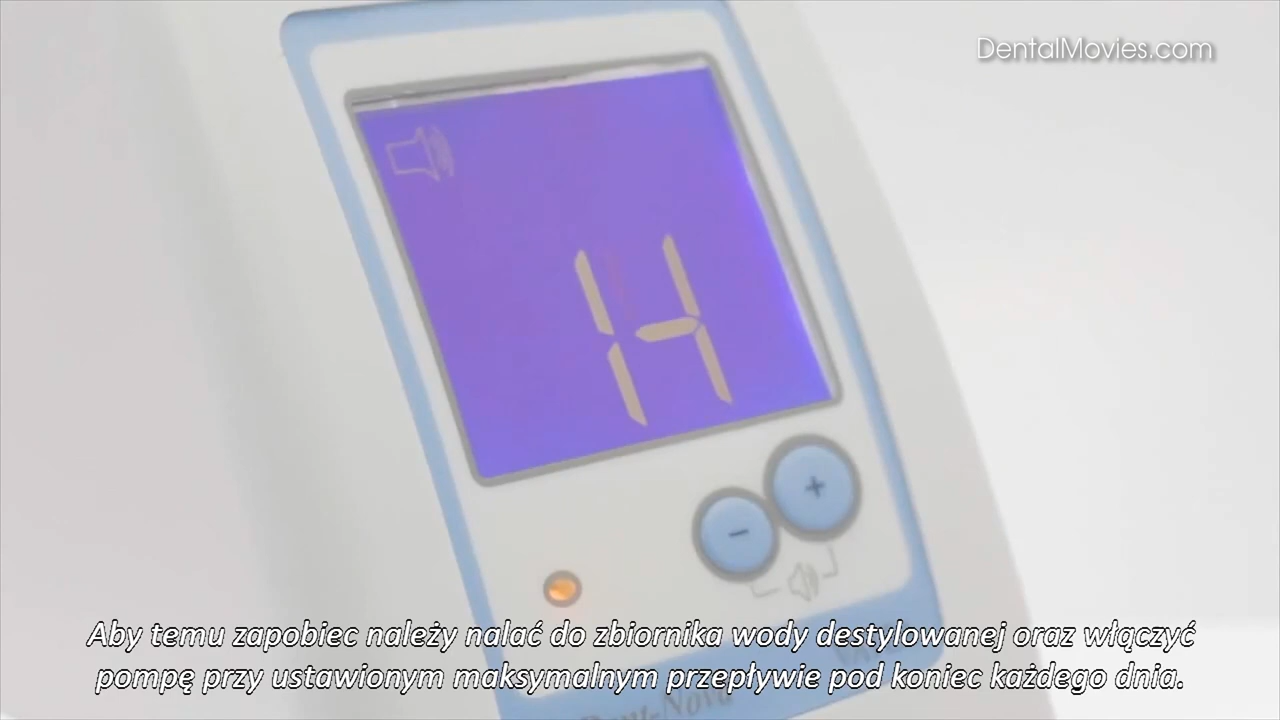 DentalMovies.com
14
+
-
Aby temu zapobiec należy nalać do zbiornika wody destylowanej oraz włączyć
pompę przy ustawionym maksymalnym przepływie pod koniec każdego dnia.